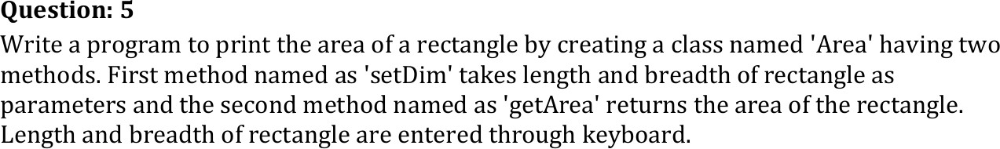 Question: 5
Write a program to print the area of a rectangle by creating a class named 'Area' having two
methods. First method named as 'setDim' takes length and breadth of rectangle as
parameters and the second method named as 'getArea' returns the area of the rectangle.
Length and breadth of rectangle are entered through keyboard.